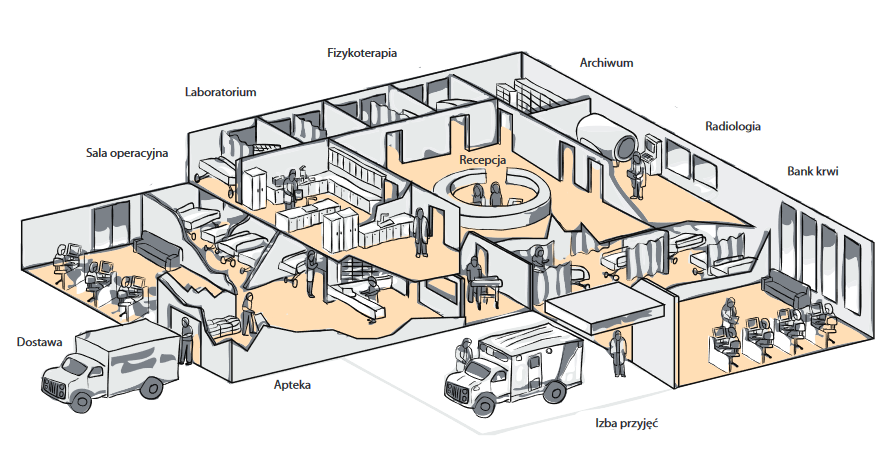 Fizykoterapia
Archiwum
Laboratorium
Radiologia
Sala operacyjna
Recepcja
Bank krwi
Dostawa
Apteka
Izba przyjęć